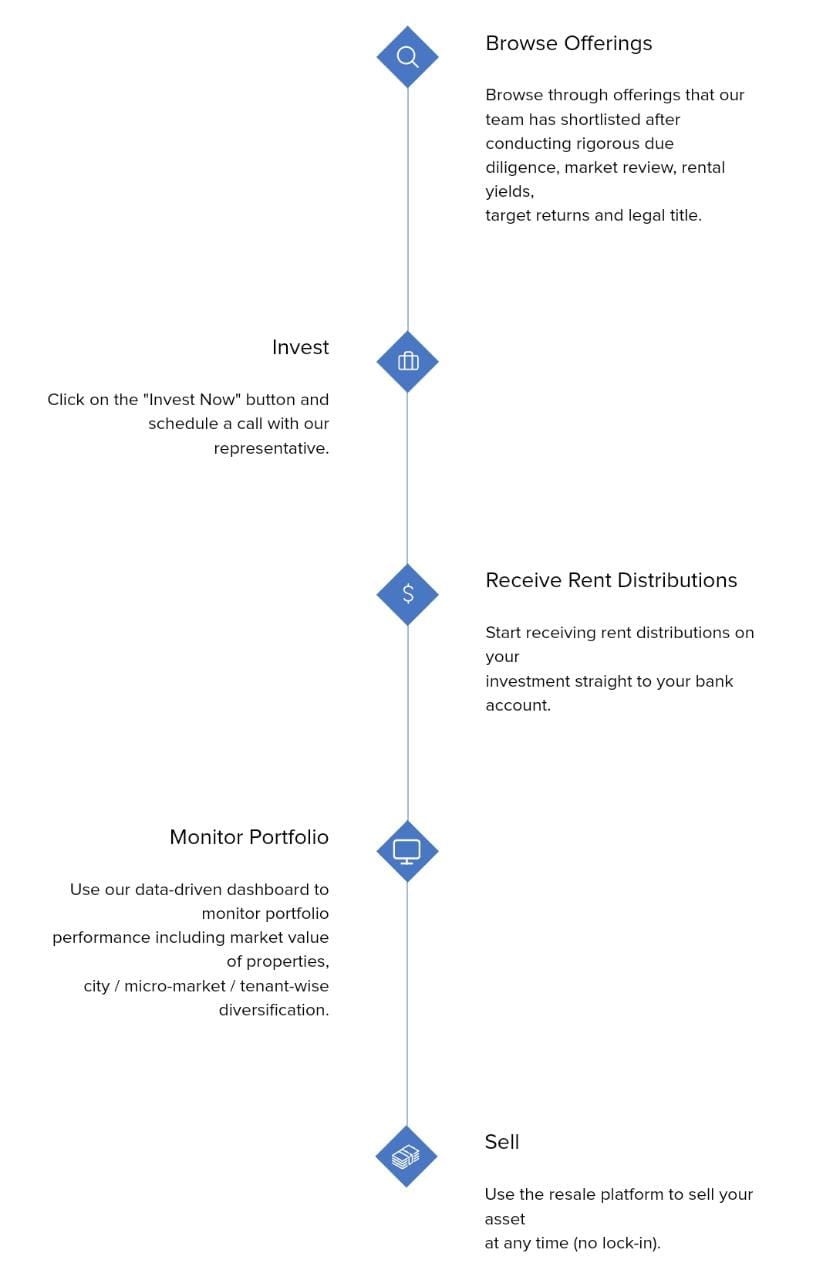 Browse Offerings
Browse through offerings that our
team has shortlisted after
conducting rigorous due
diligence, market review, rental
yields,
target returns and legal title.
Invest
Click on the "Invest Now" button and
schedule a call with our
representative.
$
Receive Rent Distributions
Start receiving rent distributions on
your
investment straight to your bank
account.
Monitor Portfolio
Use our data-driven dashboard to
monitor portfolio
performance including market value
of properties,
city / micro-market / tenant-wise
diversification.
Sell
Use the resale platform to sell your
asset
at any time (no lock-in).